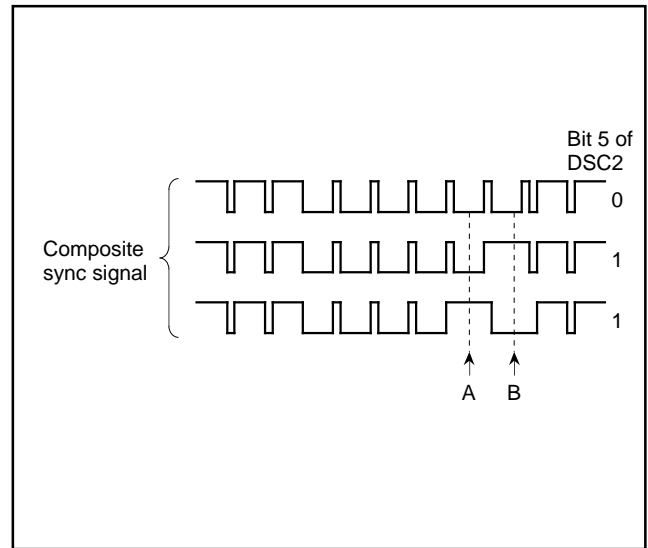 Bit 5 of
DSC2
0
Composite
sync signal
1
1
A B